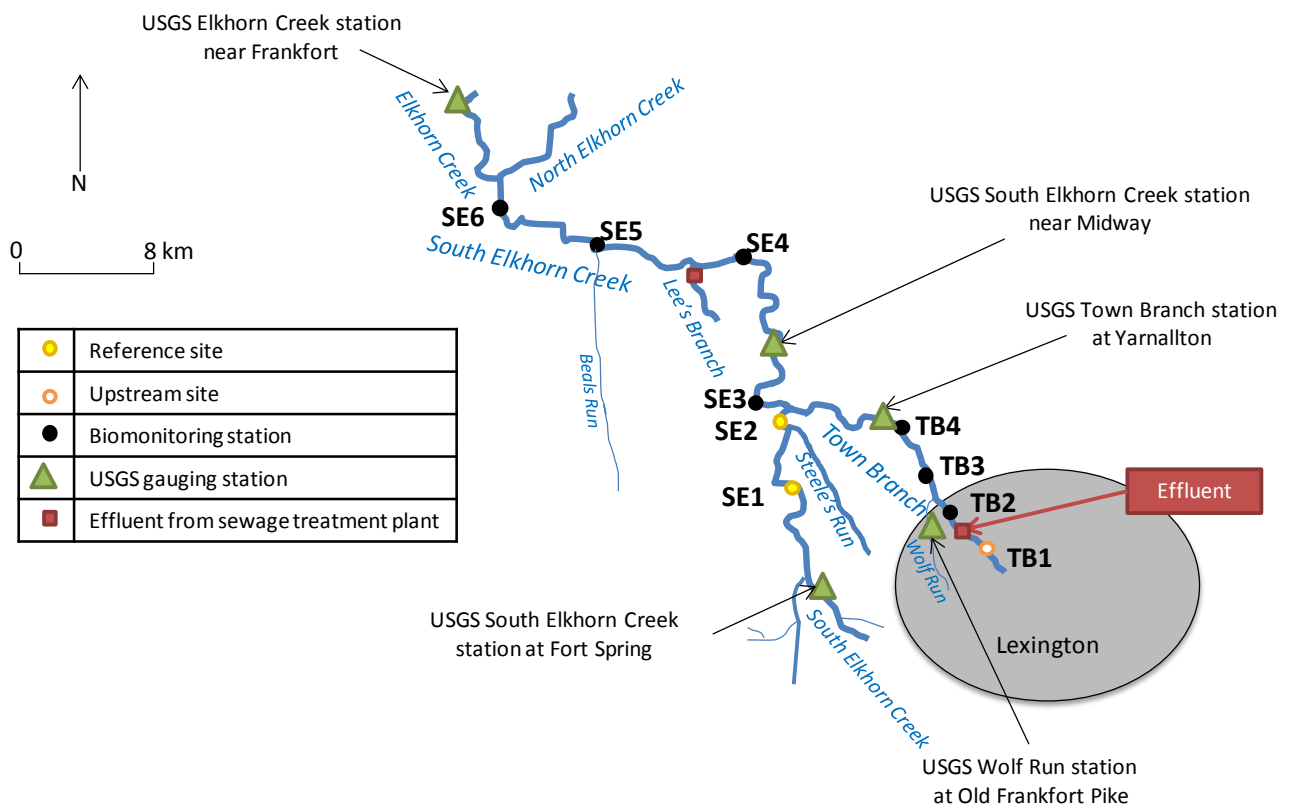 USGS Elkhorn Creek station
near Frankfort
N
0 8 km
Elkhorn Creek
North Elkhorn Creek
SE6
South Elkhorn Creek
SE5
SE4
Lee's Branch
Beals Run
USGS South Elkhorn Creek station
near Midway
USGS Town Branch station
at Yarnallton
Reference site
Upstream site
Biomonitoring station
USGS gauging station
Effluent from sewage treatment plant
SE3
SE2
SE1
Steele's Run
Town Branch
TB4
TB3
TB2
TB1
Effluent
Wolf Run
Lexington
USGS South Elkhorn Creek
station at Fort Spring
South Elkhorn Creek
USGS Wolf Run station
at Old Frankfort Pike